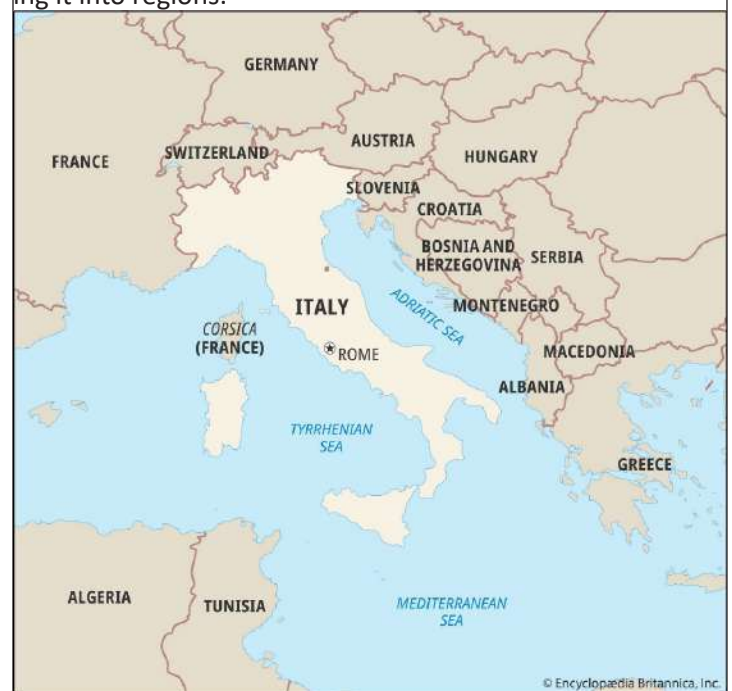 ing it into regions.
GERMANY
FRANCE
SWITZERLAND
AUSTRIA
HUNGARY
SLOVENIA
CROATIA
BOSNIA AND
HERZEGOVINA
SERBIA
ITALY
ADRIATIC SEA
MONTENEGRO
CORSICA
(FRANCE)
ROME
MACEDONIA
ALBANIA
TYRRHENIAN
SEA
GREECE
ALGERIA
TUNISIA
MEDITERRANEAN
SEA
© Encyclopædia Britannica, Inc.